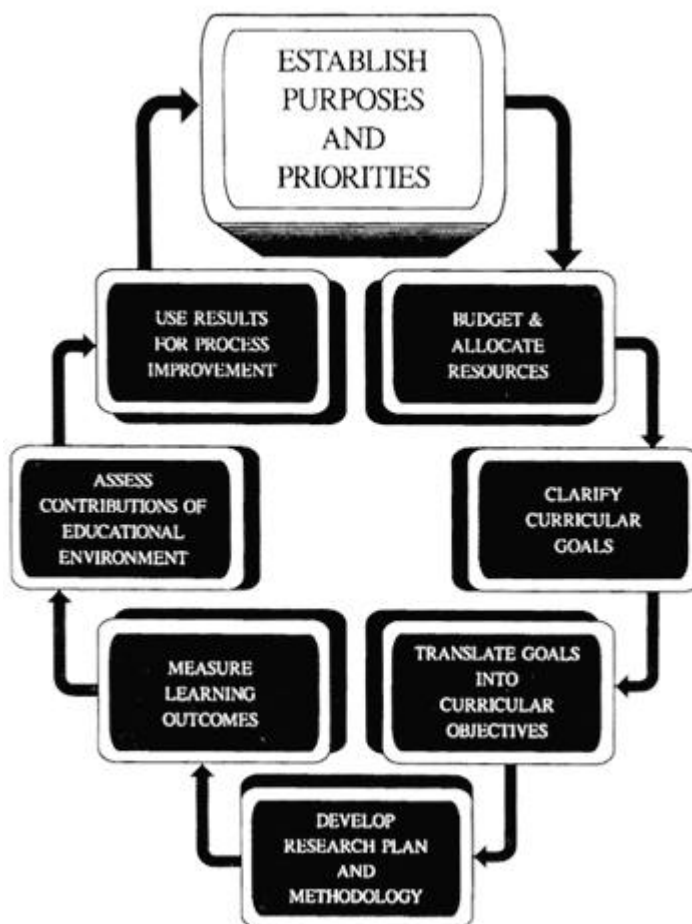 ESTABLISH
PURPOSES
AND
PRIORITIES
BUDGET &
ALLOCATE
RESOURCES
CLARIFY
CURRICULAR
GOALS
TRANSLATE GOALS
INTO
CURRICULAR
OBJECTIVES
DEVELOP
RESEARCH PLAN
AND
METHODOLOGY
MEASURE
LEARNING
OUTCOMES
ASSESS
CONTRIBUTIONS OF
EDUCATIONAL
ENVIRONMENT
USE RESULTS
FOR PROCESS
IMPROVEMENT